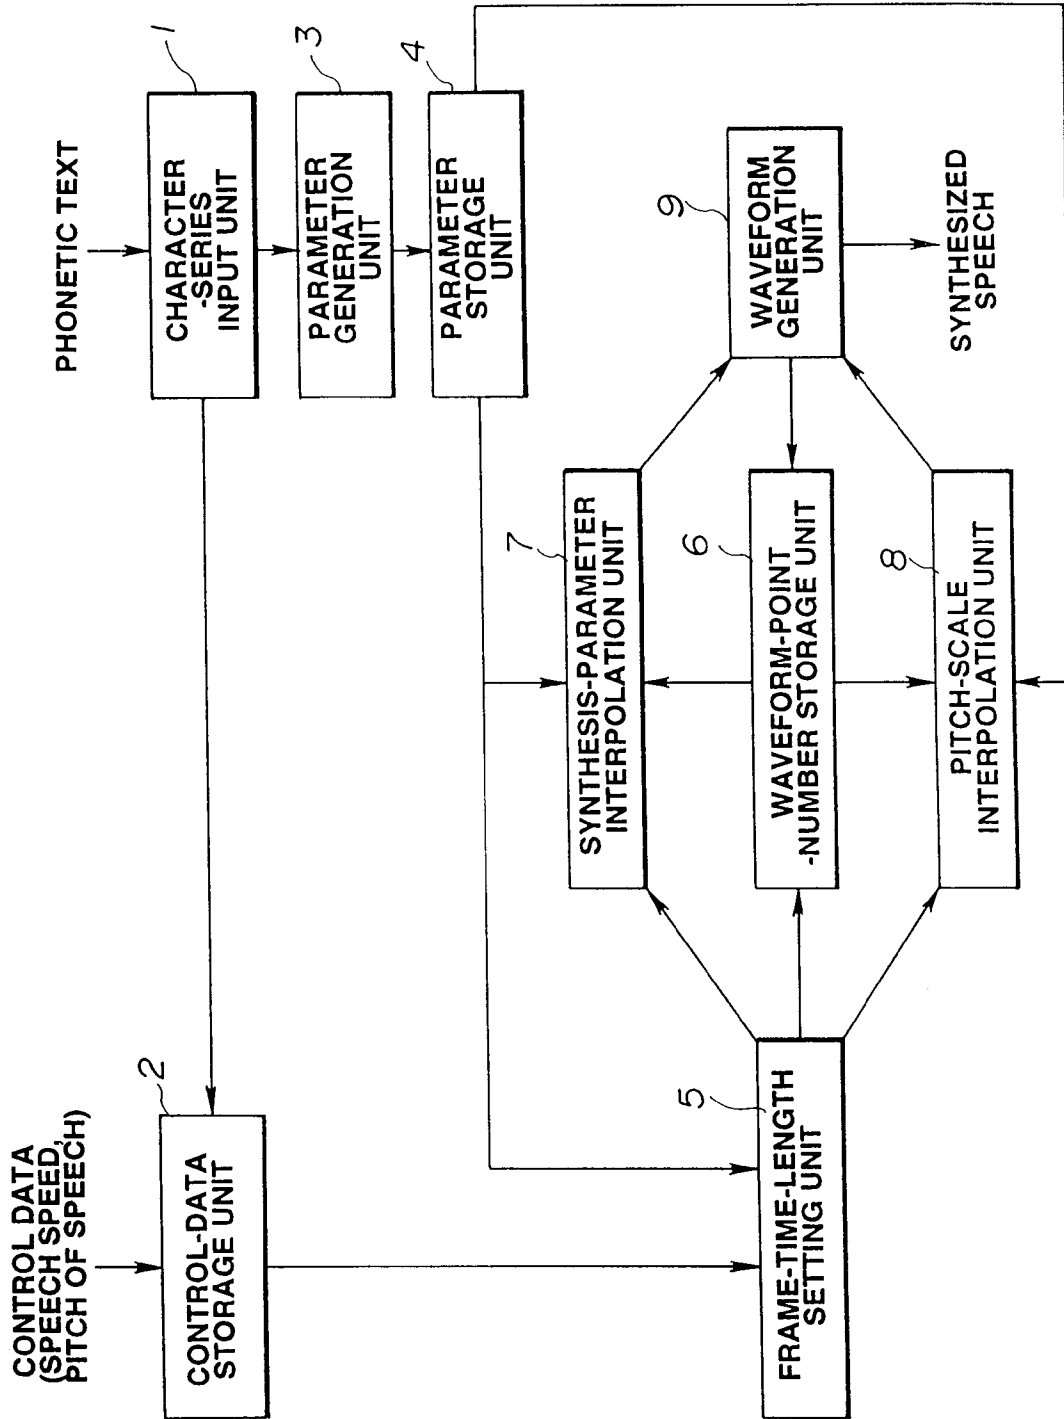 CONTROL DATA
(SPEECH SPEED,
PITCH OF SPEECH)
PHONETIC TEXT
2
CONTROL-DATA
STORAGE UNIT
1
CHARACTER
-SERIES
INPUT UNIT
3
PARAMETER
GENERATION
UNIT
4
PARAMETER
STORAGE
UNIT
7
SYNTHESIS-PARAMETER
INTERPOLATION UNIT
5
FRAME-TIME-LENGTH
SETTING UNIT
6
WAVEFORM-POINT
-NUMBER STORAGE UNIT
9
WAVEFORM
GENERATION
UNIT
8
PITCH-SCALE
INTERPOLATION UNIT
SYNTHESIZED
SPEECH